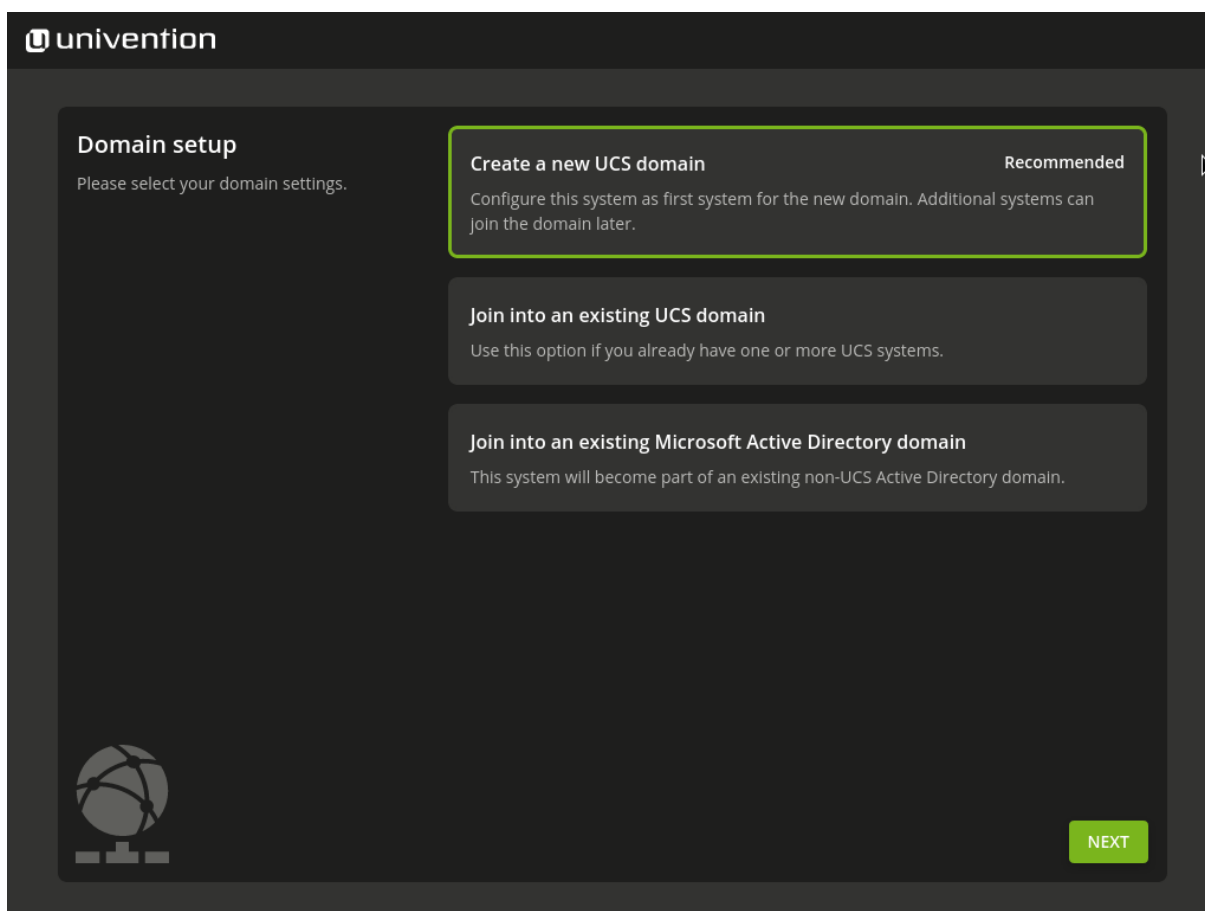 univention
Domain setup
Please select your domain settings.
Create a new UCS domain
Recommended
Configure this system as first system for the new domain. Additional systems can
join the domain later.
Join into an existing UCS domain
Use this option if you already have one or more UCS systems.
Join into an existing Microsoft Active Directory domain
This system will become part of an existing non-UCS Active Directory domain.
NEXT